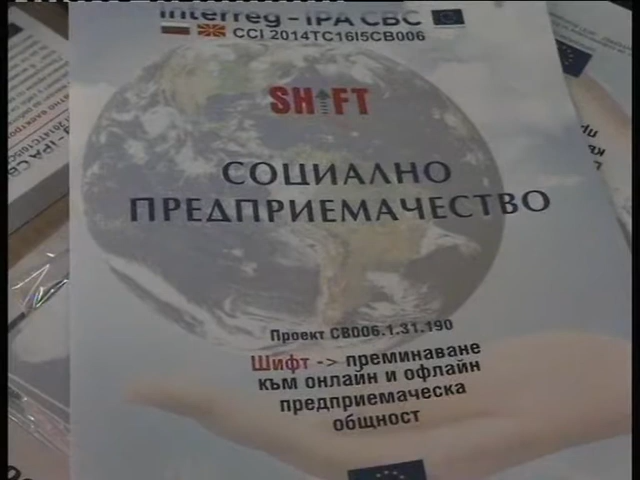 Interreg - IPA CBC
CCI 2014TC16I5CB006
SHIFT
СОЦИАЛНО
ПРЕДПРИЕМАЧЕСТВО
Проект CB006.1.31.190
Шифт -> преминаване
към онлайн и офлайн
предприемаческа
общност